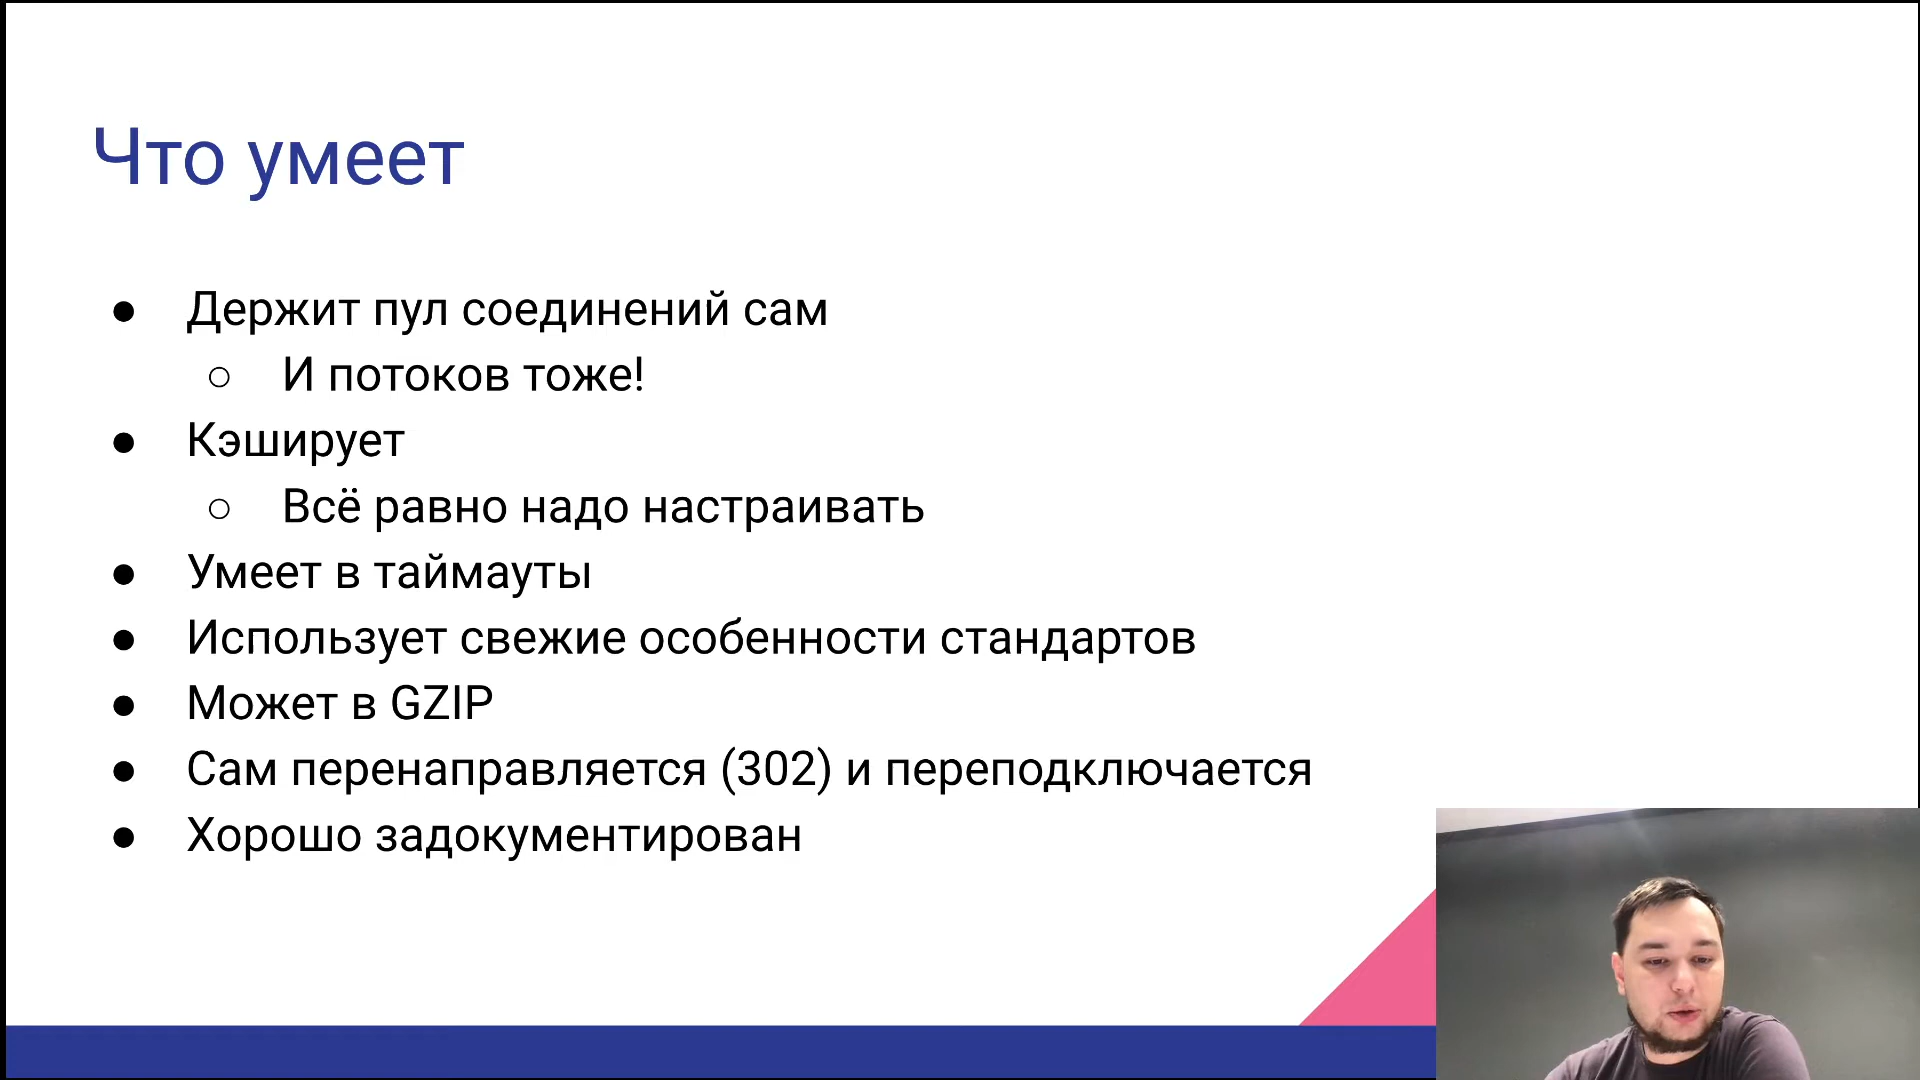 Что умеет
Держит пул соединений сам
И потоков тоже!
Кэширует
Всё равно надо настраивать
Умеет в таймауты
Использует свежие особенности стандартов
Может в GZIP
Сам перенаправляется (302) и переподключается
Хорошо задокументирован